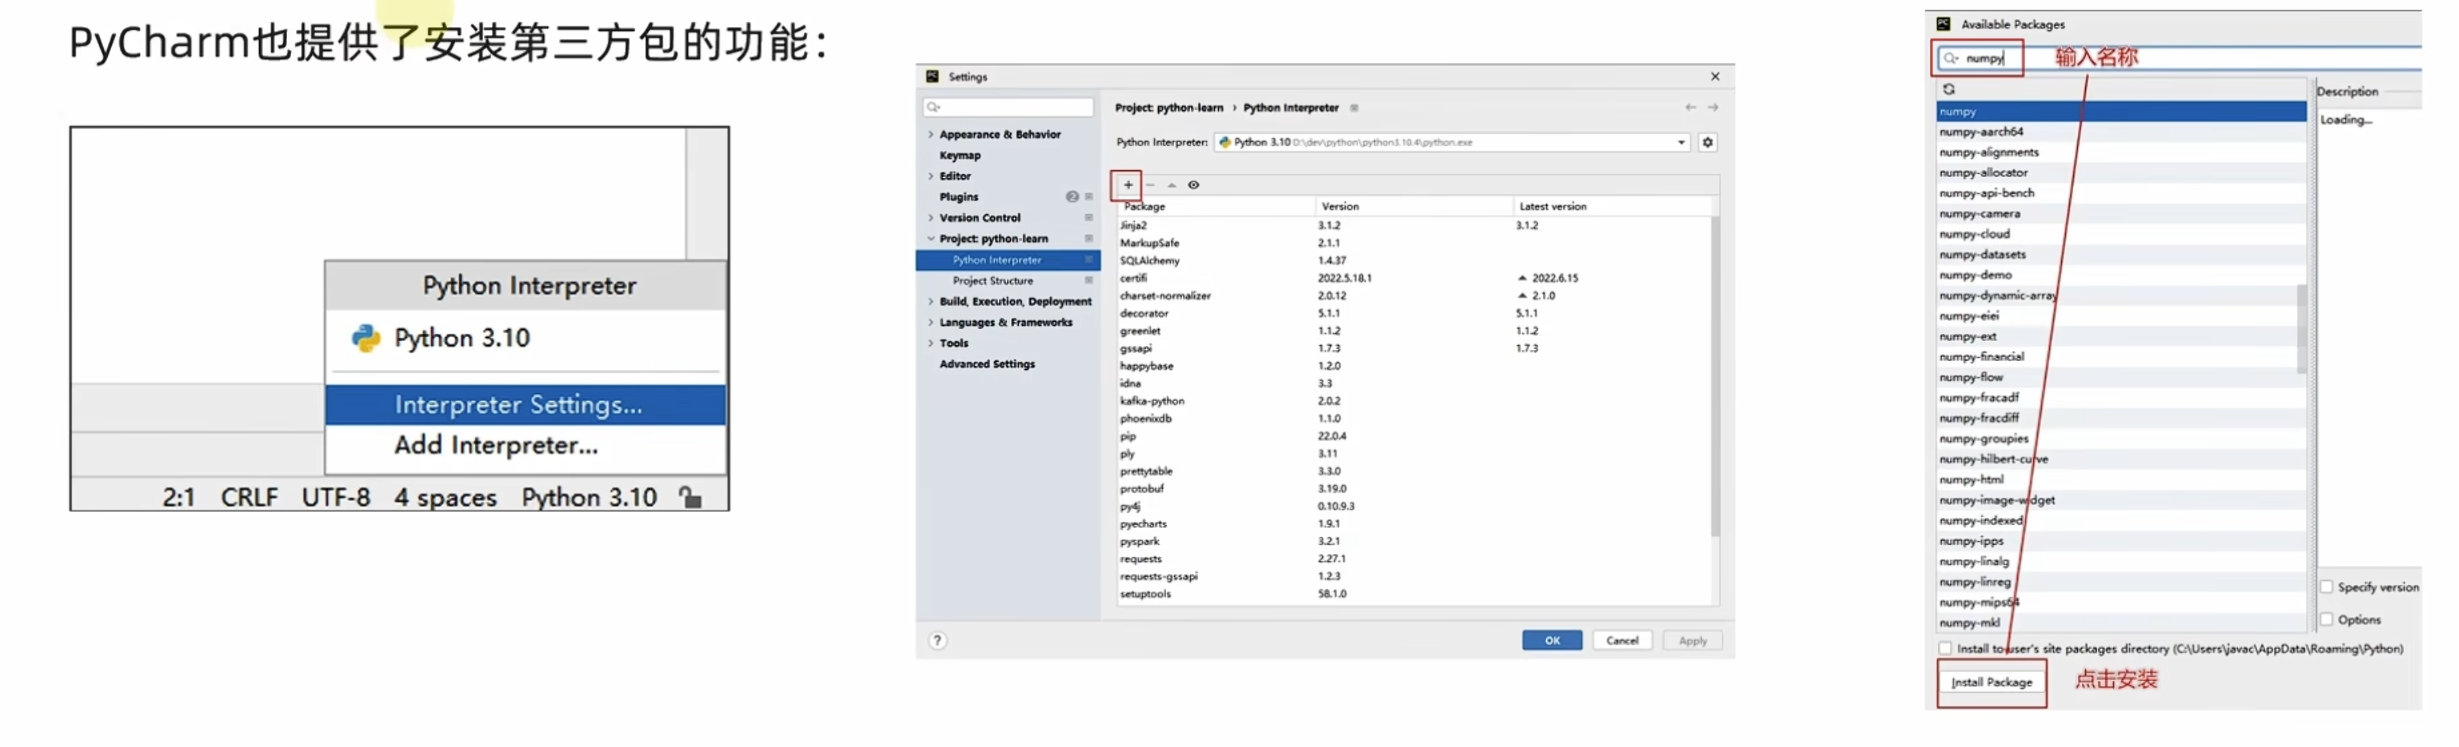 PyCharm也提供了安装第三方包的功能：
Python Interpreter
Python 3.10
Interpreter Settings...
Add Interpreter...
2:1 CRLF UTF-8 4 spaces Python 3.10
Settings
Appearance & Behavior
Keymap
Editor
Plugins 2
Version Control
Project: python-learn
Python Interpreter
Project Structure
Build, Execution, Deployment
Languages & Frameworks
Tools
Advanced Settings
Project: python-learn › Python Interpreter
Python Interpreter: Python 3.10 D:\dev\python\python3.10.4\python.exe
Package Version Latest version
Jinja2 3.1.2 3.1.2
MarkupSafe 2.1.1
SQLAlchemy 1.4.37
certifi 2022.5.18.1 2022.6.15
charset-normalizer 2.0.12 2.1.0
decorator 5.1.1 5.1.1
greenlet 1.1.2 1.1.2
gssapi 1.7.3 1.7.3
happybase 1.2.0
idna 3.3
kafka-python 2.0.2
phoenixdb 1.1.0
pip 22.0.4
ply 3.11
prettytable 3.3.0
protobuf 3.19.0
py4j 0.10.9.3
pyecharts 1.9.1
pyspark 3.2.1
requests 2.27.1
requests-gssapi 1.2.3
setuptools 58.1.0
? OK Cancel Apply
Available Packages
numpy 输入名称
numpy
numpy-aarch64
numpy-alignments
numpy-allocator
numpy-api-bench
numpy-camera
numpy-cloud
numpy-datasets
numpy-demo
numpy-dynamic-array
numpy-eiei
numpy-ext
numpy-financial
numpy-flow
numpy-fracadf
numpy-fracdiff
numpy-groupies
numpy-hilbert-curve
numpy-html
numpy-image-widget
numpy-indexed
numpy-ipps
numpy-linalg
numpy-linreg
numpy-mips64
numpy-mkl
Description
Loading...
Specify version
Options
Install to user's site packages directory (C:\Users\javac\AppData\Roaming\Python)
Install Package 点击安装